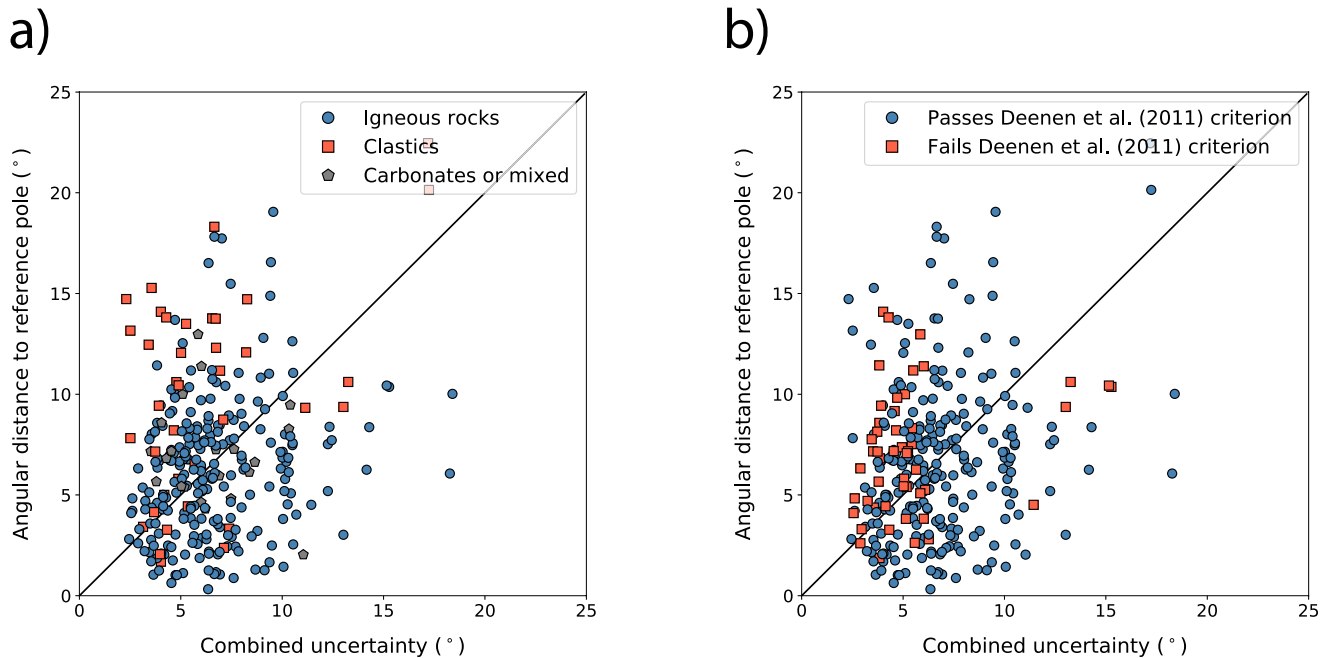 a)
25
20
15
10
5
0
0
5
10
15
20
25
Angular distance to reference pole (°)
Combined uncertainty (°)
Igneous rocks
Clastics
Carbonates or mixed
b)
25
20
15
10
5
0
0
5
10
15
20
25
Angular distance to reference pole (°)
Combined uncertainty (°)
Passes Deenen et al. (2011) criterion
Fails Deenen et al. (2011) criterion